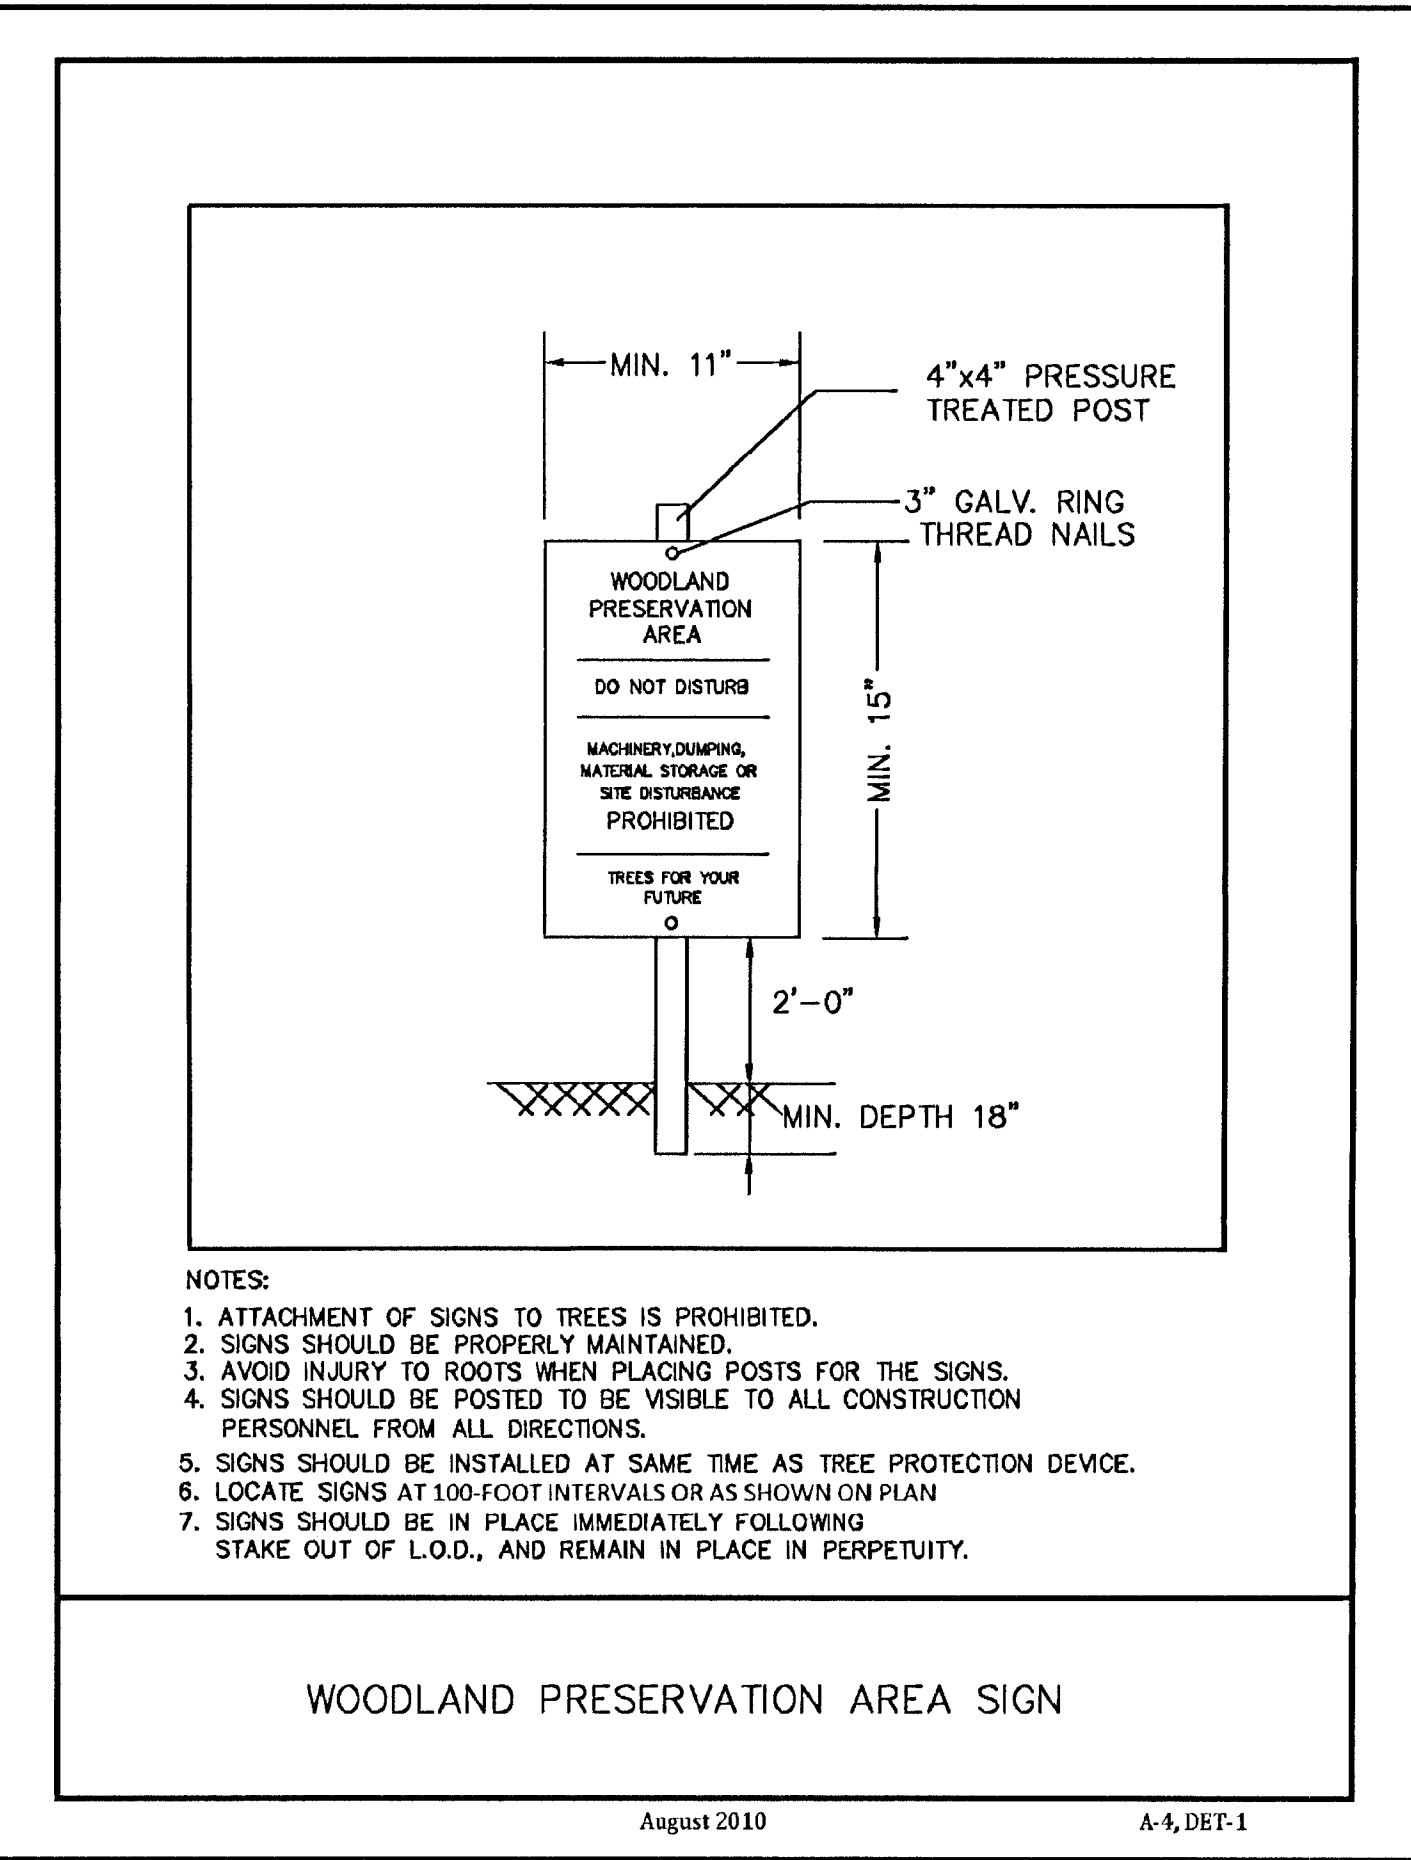 MIN. 11"
4"x4" PRESSURE
TREATED POST
3" GALV. RING
THREAD NAILS
WOODLAND
PRESERVATION
AREA
DO NOT DISTURB
MACHINERY,DUMPING,
MATERIAL STORAGE OR
SITE DISTURBANCE
PROHIBITED
TREES FOR YOUR
FUTURE
MIN. 15"
2'-0"
MIN. DEPTH 18"
NOTES:
1. ATTACHMENT OF SIGNS TO TREES IS PROHIBITED.
2. SIGNS SHOULD BE PROPERLY MAINTAINED.
3. AVOID INJURY TO ROOTS WHEN PLACING POSTS FOR THE SIGNS.
4. SIGNS SHOULD BE POSTED TO BE VISIBLE TO ALL CONSTRUCTION
PERSONNEL FROM ALL DIRECTIONS.
5. SIGNS SHOULD BE INSTALLED AT SAME TIME AS TREE PROTECTION DEVICE.
6. LOCATE SIGNS AT 100-FOOT INTERVALS OR AS SHOWN ON PLAN
7. SIGNS SHOULD BE IN PLACE IMMEDIATELY FOLLOWING
STAKE OUT OF L.O.D., AND REMAIN IN PLACE IN PERPETUITY.
WOODLAND PRESERVATION AREA SIGN
August 2010
A-4, DET-1